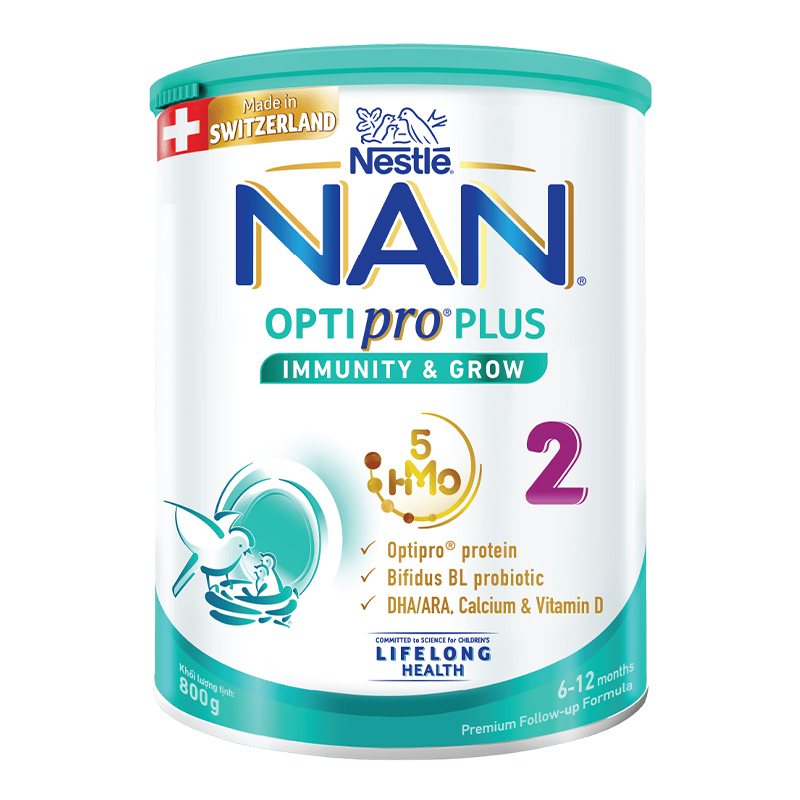 Made in
SWITZERLAND
Nestlé®
NAN®
OPTIpro® PLUS
IMMUNITY & GROW
5
HMO
2
✓ Optipro® protein
✓ Bifidus BL probiotic
✓ DHA/ARA, Calcium & Vitamin D
COMMITTED to SCIENCE for CHILDREN'S
LIFELONG
HEALTH
Khối lượng tịnh:
800g
6-12 months
Premium Follow-up Formula